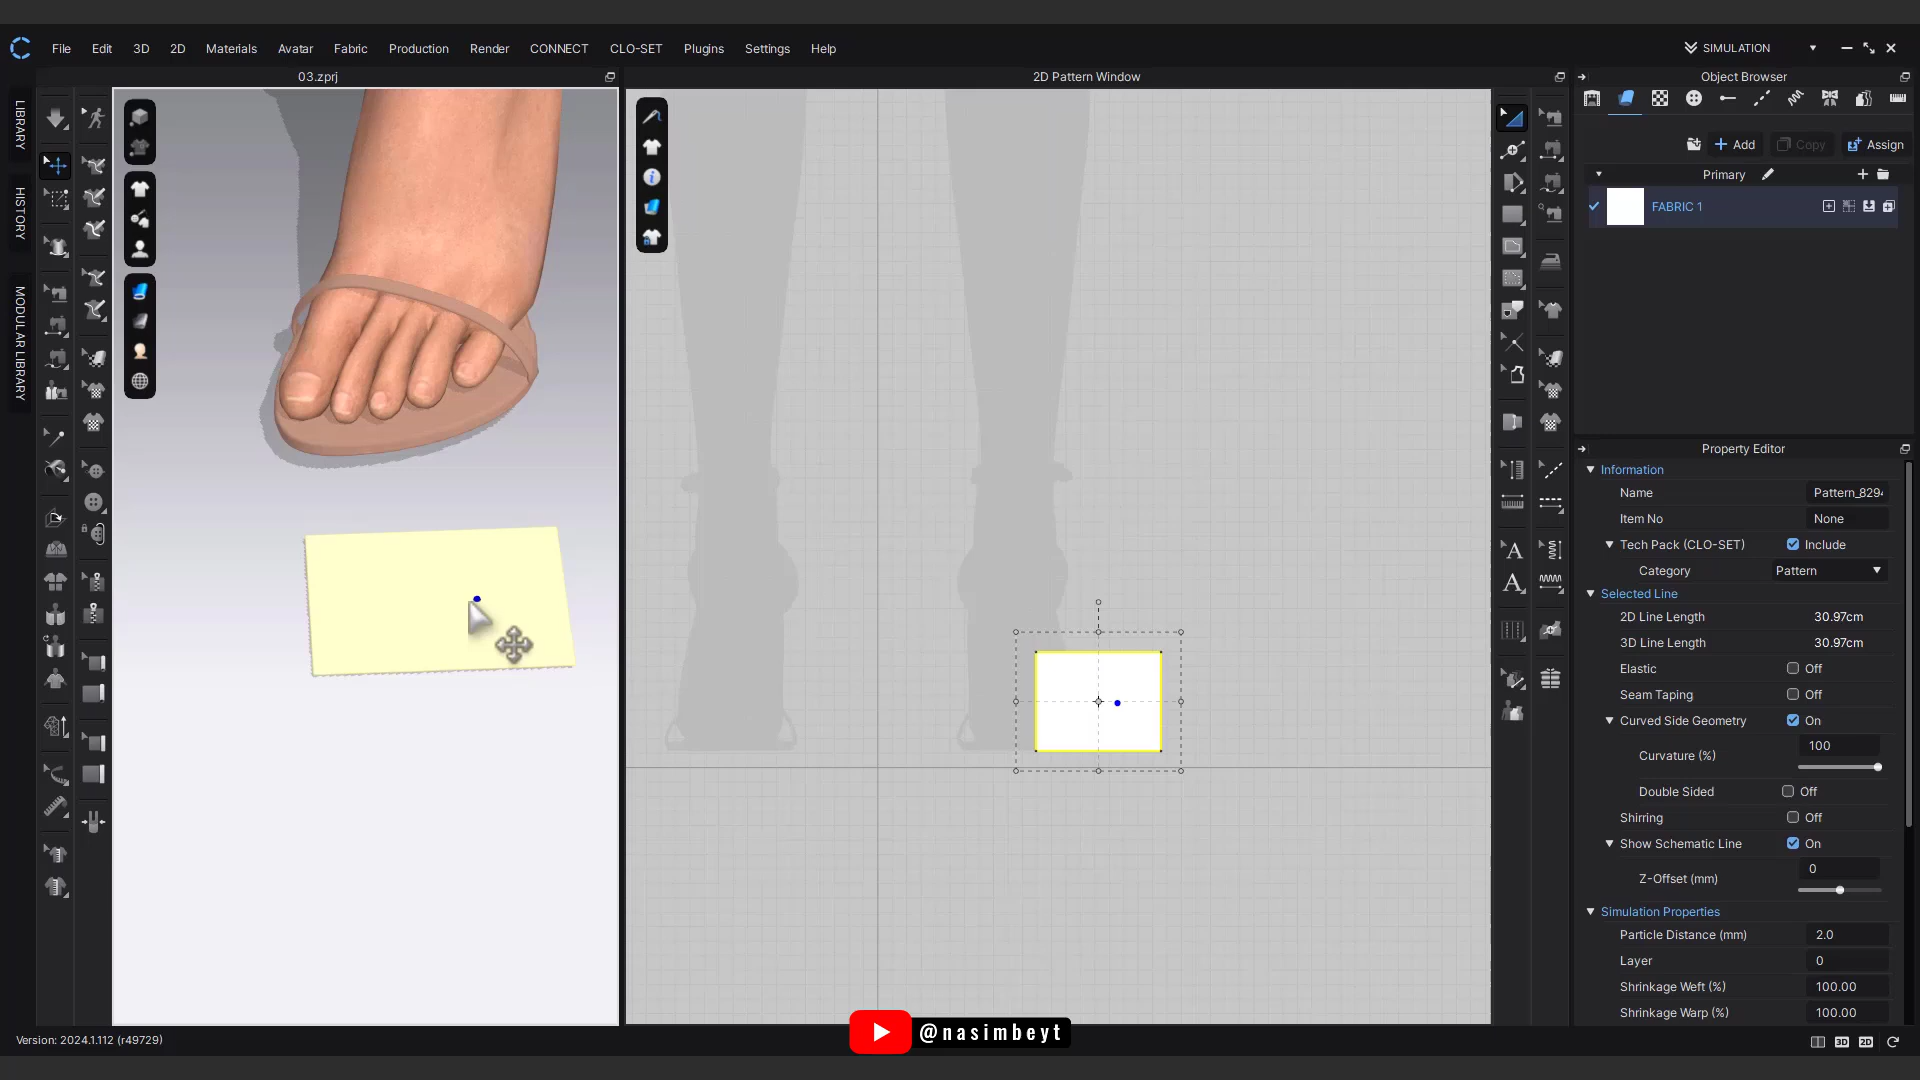 File Edit 3D 2D Materials Avatar Fabric Production Render CONNECT CLO-SET Plugins Settings Help
SIMULATION
03.zprj
2D Pattern Window
Object Browser
LIBRARY
HISTORY
MODULAR LIBRARY
Add
Copy
Assign
Primary
FABRIC 1
Property Editor
Information
Name Pattern_8294
Item No None
Tech Pack (CLO-SET) Include
Category Pattern
Selected Line
2D Line Length 30.97cm
3D Line Length 30.97cm
Elastic Off
Seam Taping Off
Curved Side Geometry On
Curvature (%) 100
Double Sided Off
Shirring Off
Show Schematic Line On
Z-Offset (mm) 0
Simulation Properties
Particle Distance (mm) 2.0
Layer 0
Shrinkage Weft (%) 100.00
Shrinkage Warp (%) 100.00
Version: 2024.1.112 (r49729)
@nasimbeyt
3D 2D